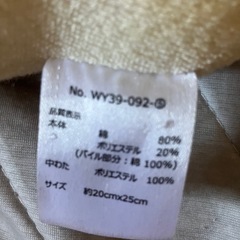 No. WY39-092-Ⓢ
品質表示
本体
綿 80%
ポリエステル 20%
(パイル部分：綿 100%)
中わた ポリエステル 100%
サイズ 約20cmx25cm